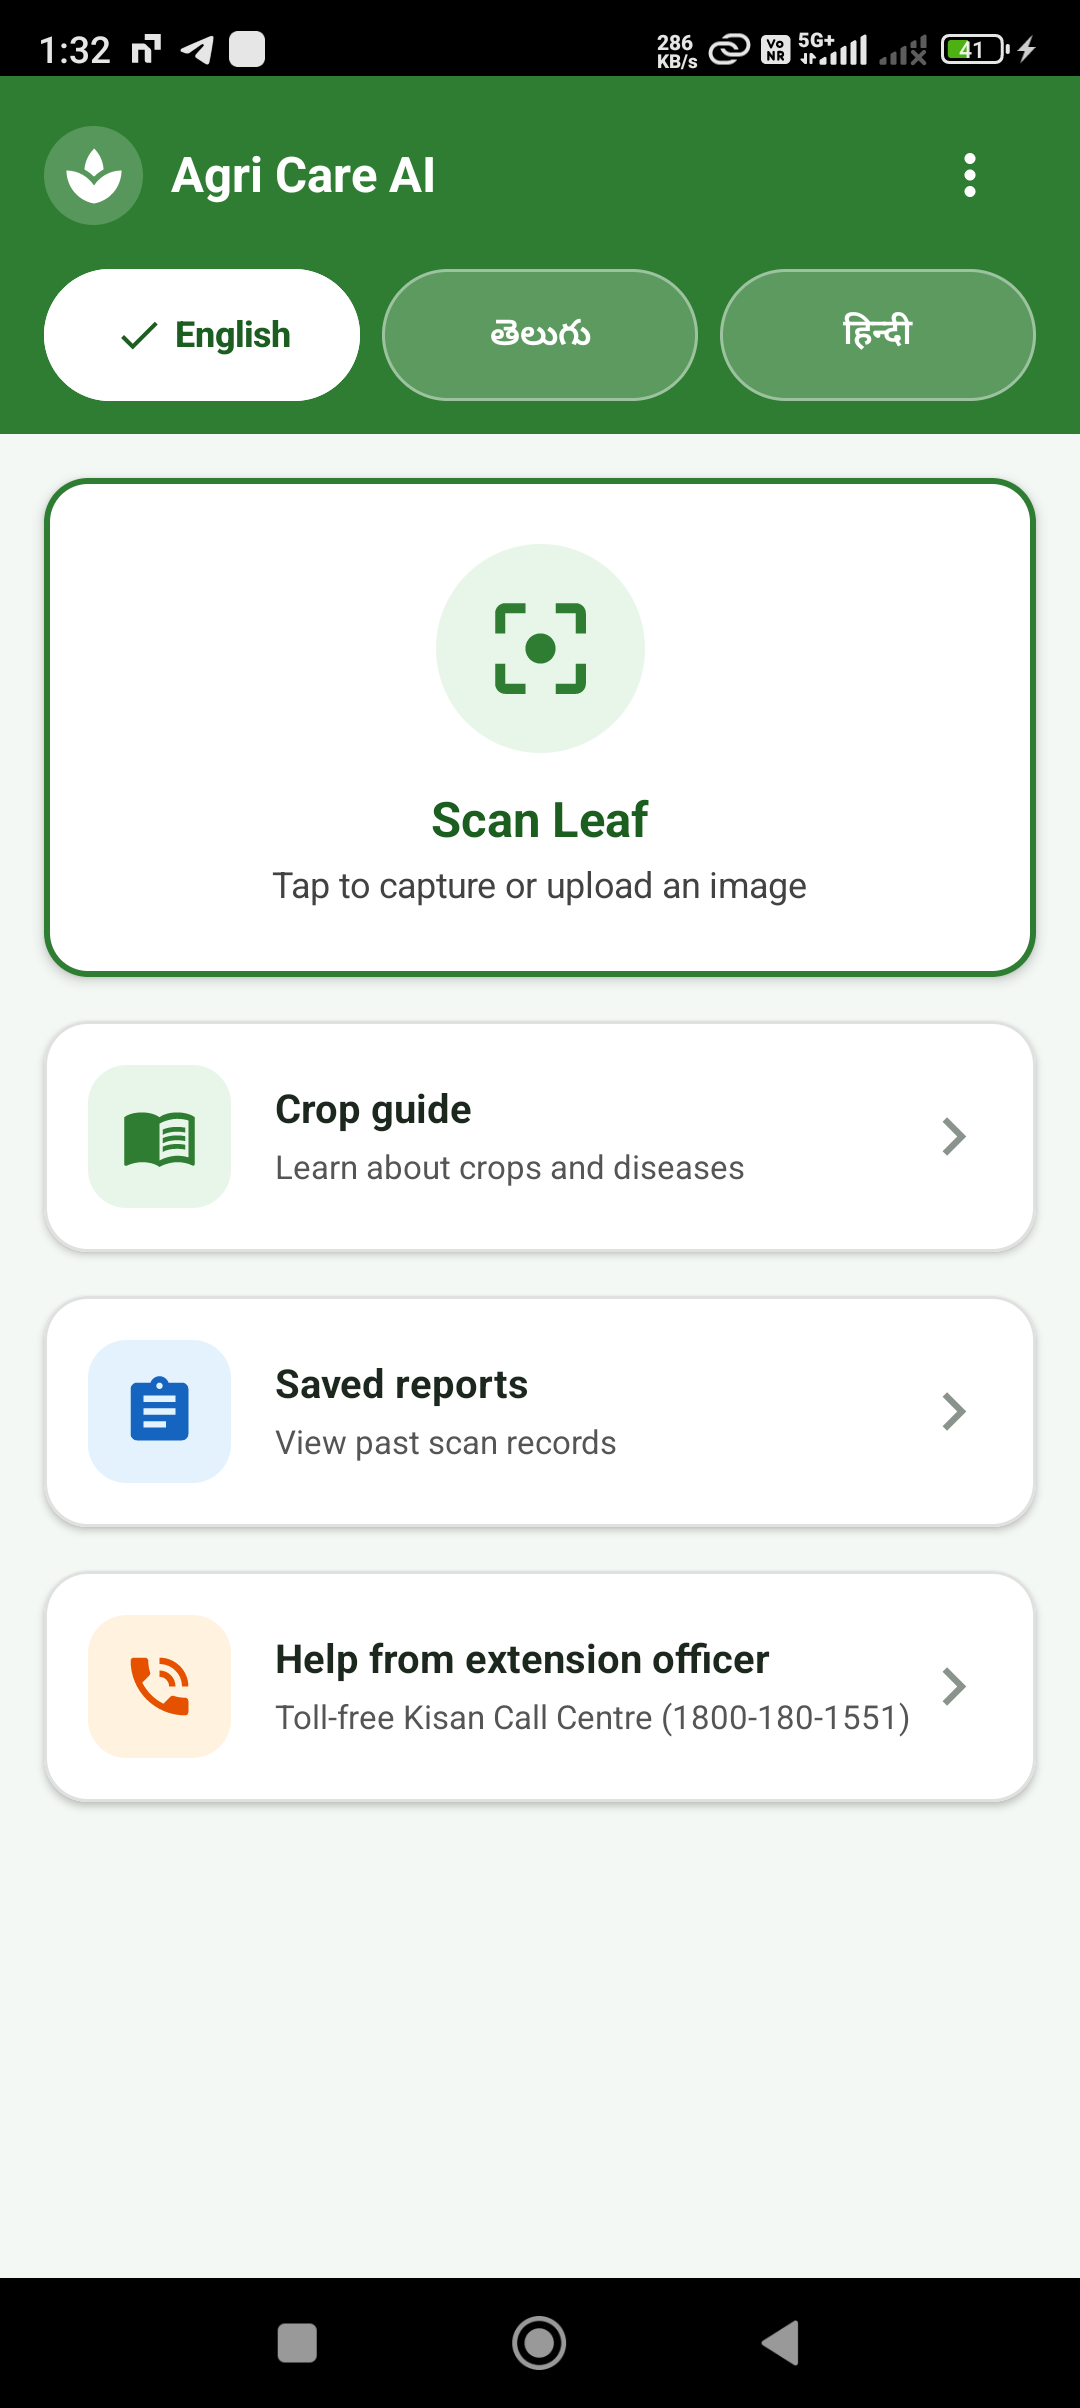 1:32
286 KB/s
Vo NR
5G+
41
Agri Care AI
English
తెలుగు
हिन्दी
Scan Leaf
Tap to capture or upload an image
Crop guide
Learn about crops and diseases
Saved reports
View past scan records
Help from extension officer
Toll-free Kisan Call Centre (1800-180-1551)